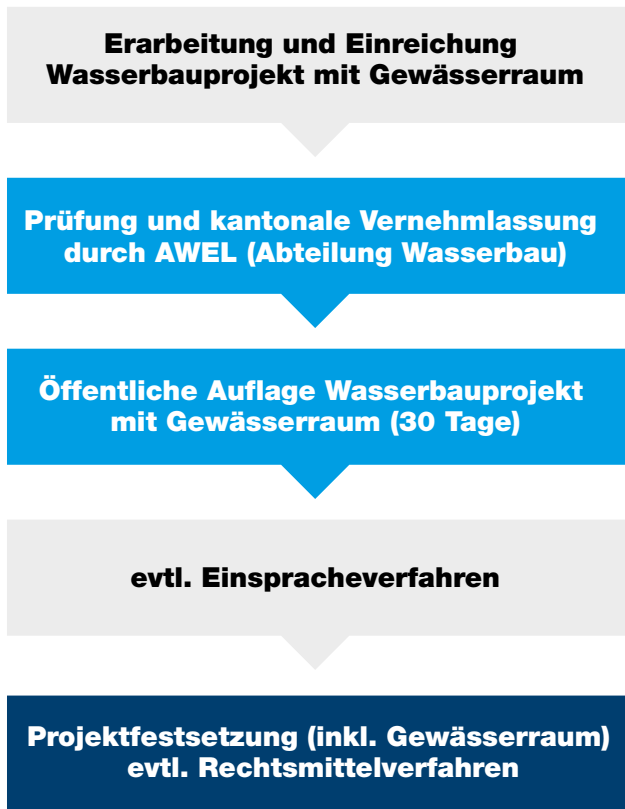 Erarbeitung und Einreichung
Wasserbauprojekt mit Gewässerraum
Prüfung und kantonale Vernehmlassung
durch AWEL (Abteilung Wasserbau)
Öffentliche Auflage Wasserbauprojekt
mit Gewässerraum (30 Tage)
evtl. Einspracheverfahren
Projektfestsetzung (inkl. Gewässerraum)
evtl. Rechtsmittelverfahren